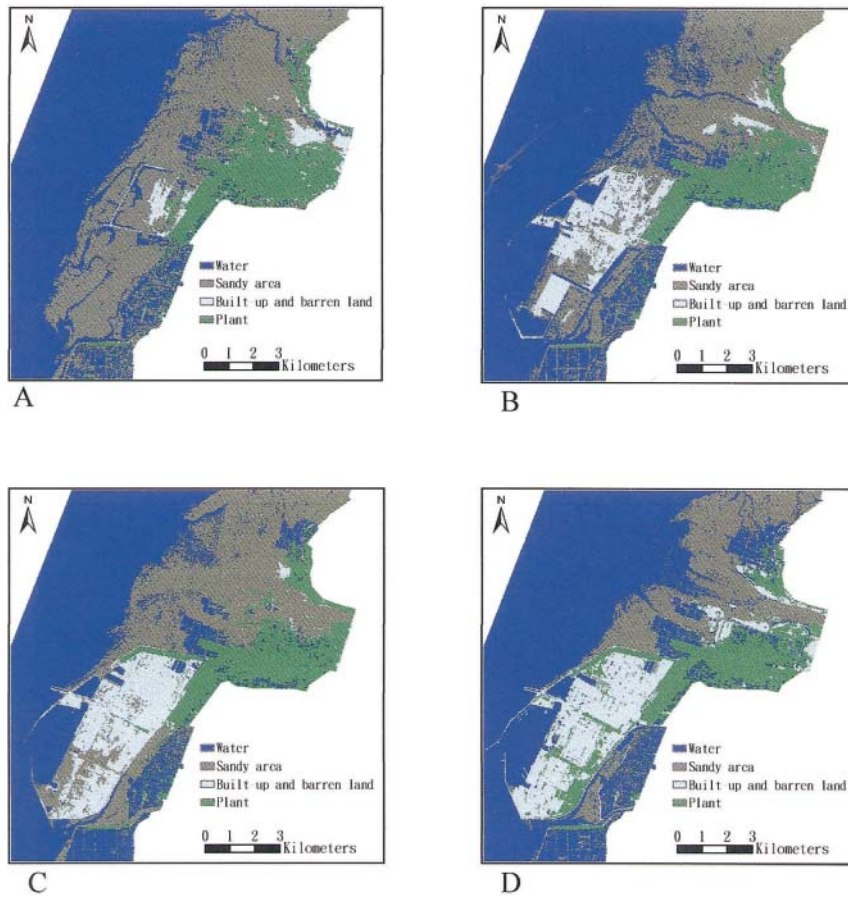 N
Water
Sandy area
Built-up and barren land
Plant
0 1 2 3
Kilometers
A
N
Water
Sandy area
Built-up and barren land
Plant
0 1 2 3
Kilometers
B
N
Water
Sandy area
Built-up and barren land
Plant
0 1 2 3
Kilometers
C
N
Water
Sandy area
Built-up and barren land
Plant
0 1 2 3
Kilometers
D